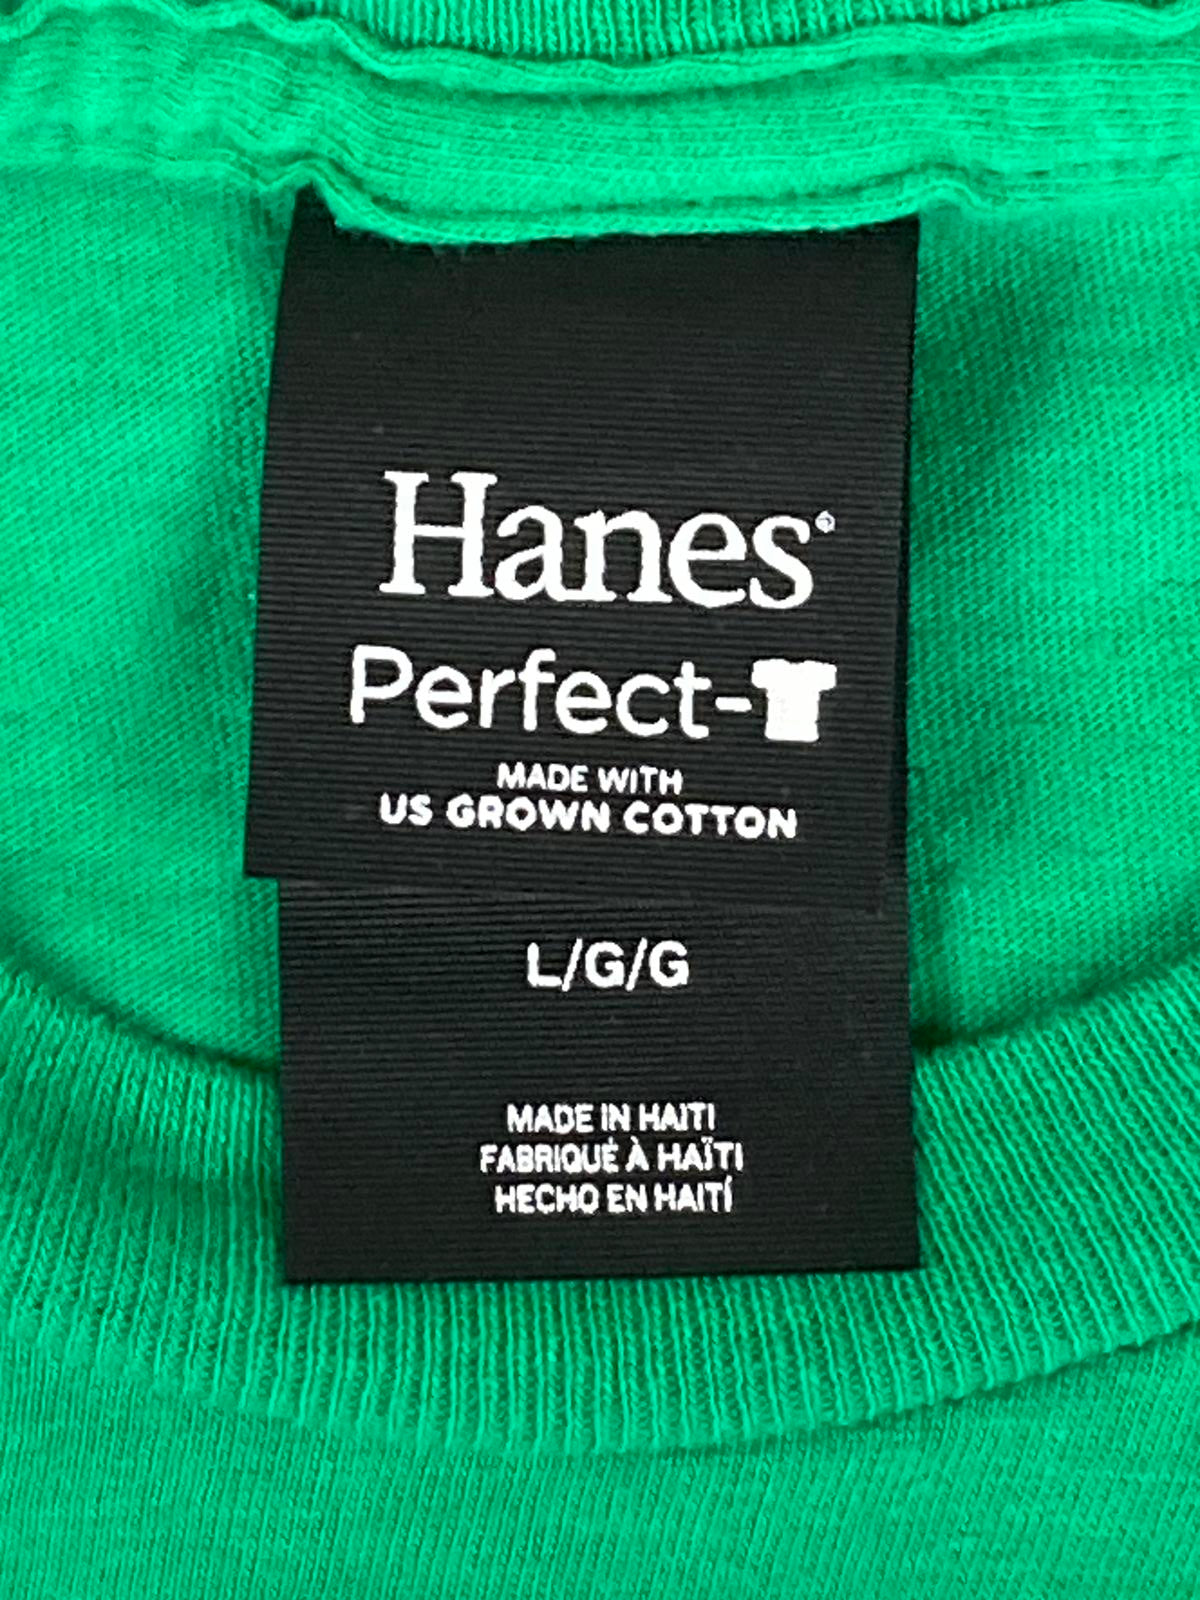 Hanes®
Perfect-T
MADE WITH
US GROWN COTTON
L/G/G
MADE IN HAITI
FABRIQUÉ À HAÏTI
HECHO EN HAITÍ